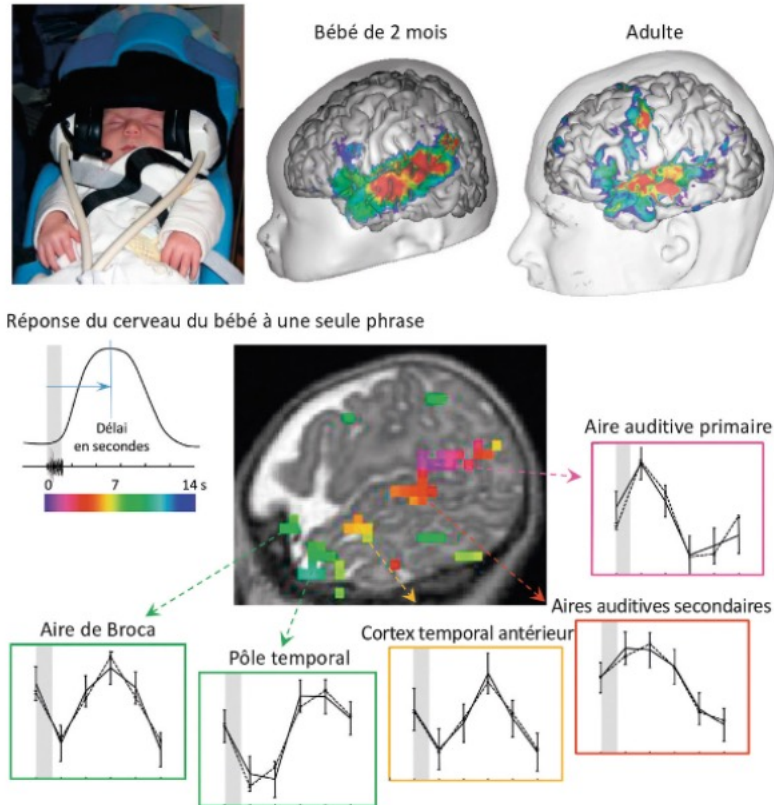 Bébé de 2 mois
Adulte
Réponse du cerveau du bébé à une seule phrase
Délai
en secondes
0 7 14 s
Aire auditive primaire
Aires auditives secondaires
Cortex temporal antérieur
Aire de Broca
Pôle temporal